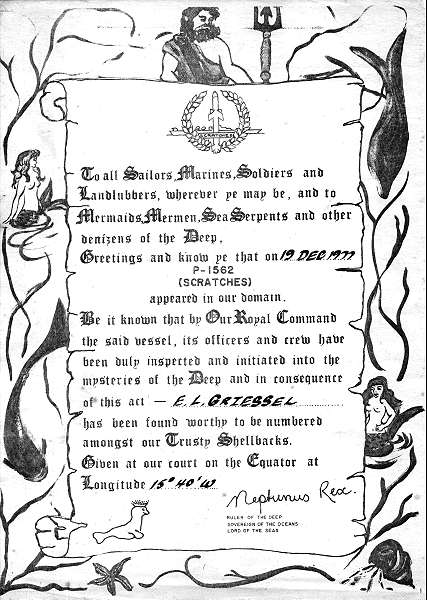 SCRATCHES
To all Sailors, Marines, Soldiers and
Landlubbers, wherever ye may be, and to
Mermaids, Mermen, Sea Serpents and other
denizens of the Deep,
Greetings and know ye that on 19 DEC 1977
P-1562
(SCRATCHES)
appeared in our domain.
Be it known that by Our Royal Command
the said vessel, its officers and crew have
been duly inspected and initiated into the
mysteries of the Deep and in consequence
of this act — E. L. GRIESSEL
has been found worthy to be numbered
amongst our Trusty Shellbacks.
Given at our court on the Equator at
Longitude 15° 40' W
Neptunus Rex.
RULER OF THE DEEP
SOVEREIGN OF THE OCEANS
LORD OF THE SEAS